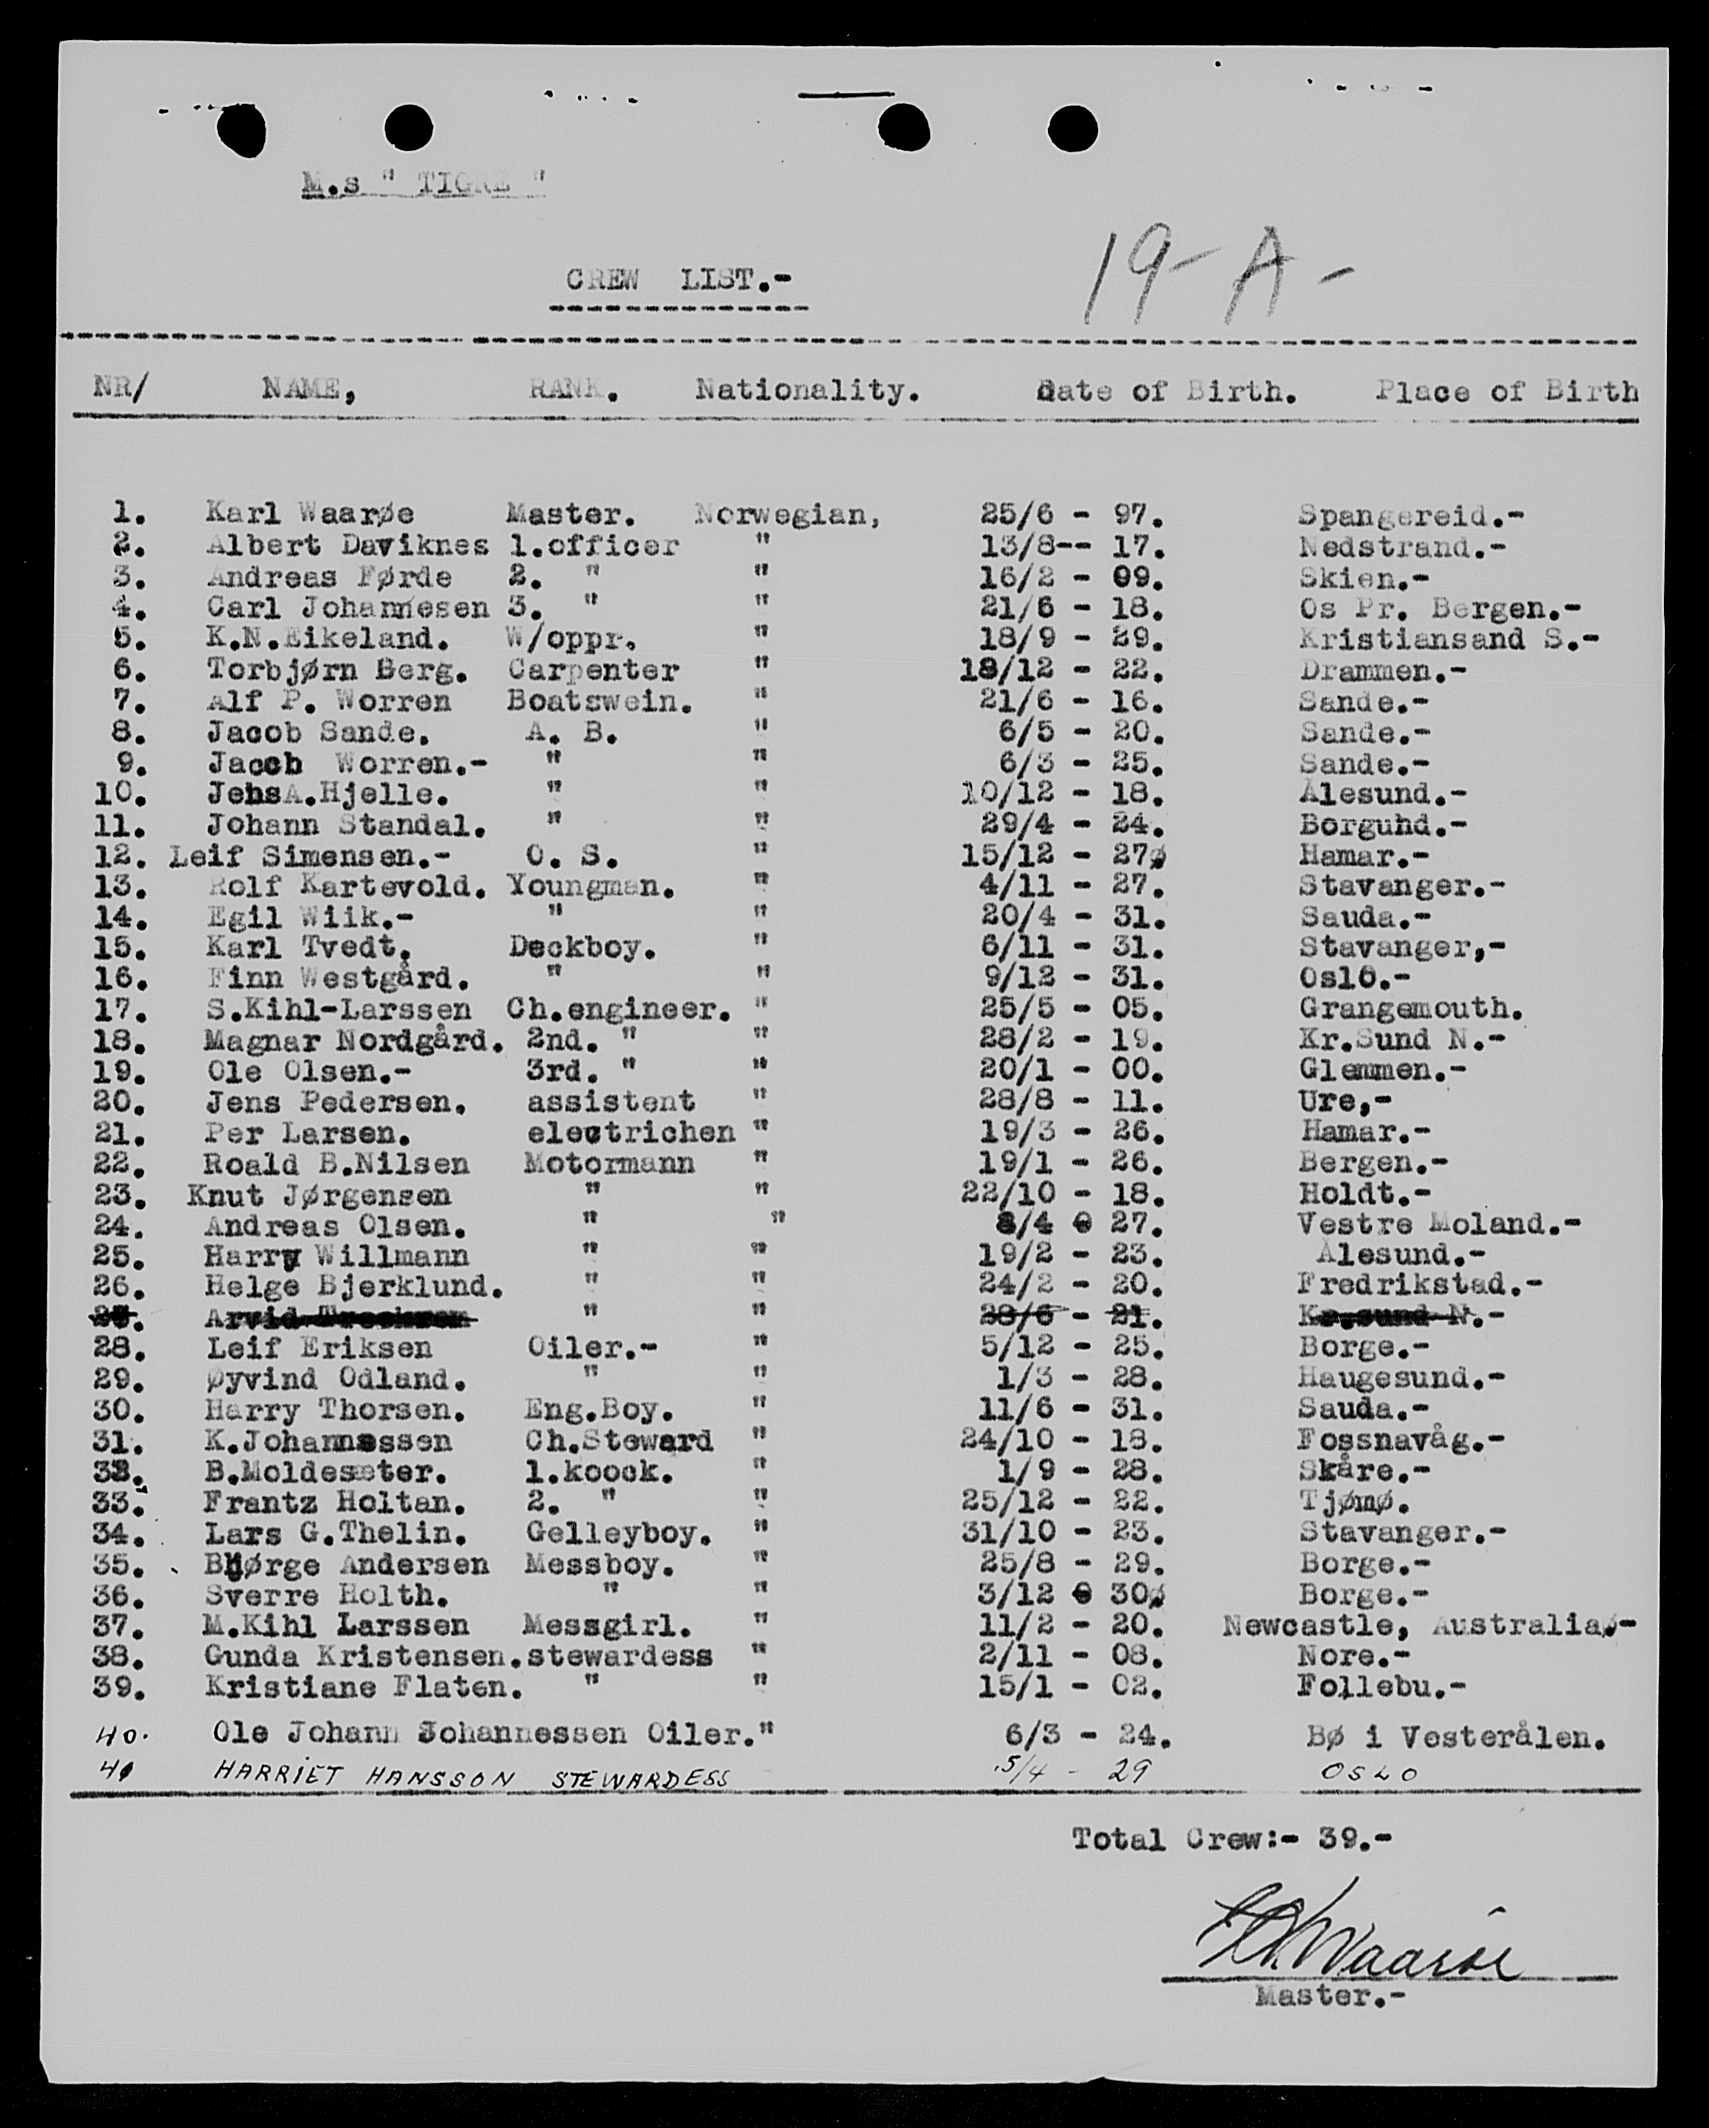 M.s " TIGRE "
19-A-
CREW LIST.-
NR/ NAME, RANK. Nationality. Date of Birth. Place of Birth
1. Karl Waarøe Master. Norwegian, 25/6 - 97. Spangereid.-
2. Albert Daviknes 1.officer " 13/8-- 17. Nedstrand.-
3. Andreas Førde 2. " " 16/2 - 09. Skien.-
4. Carl Johannesen 3. " " 21/6 - 18. Os Pr. Bergen.-
5. K.N.Eikeland. W/oppr. " 18/9 - 29. Kristiansand S.-
6. Torbjørn Berg. Carpenter " 18/12 - 22. Drammen.-
7. Alf P. Worren Boatswein. " 21/6 - 16. Sande.-
8. Jacob Sande. A. B. " 6/5 - 20. Sande.-
9. Jacob Worren.- " " 6/3 - 25. Sande.-
10. Jens A.Hjelle. " " 10/12 - 18. Ålesund.-
11. Johann Standal. " " 29/4 - 24. Borgund.-
12. Leif Simensen.- O. S. " 15/12 - 27. Hamar.-
13. Rolf Kartevold. Youngman. " 4/11 - 27. Stavanger.-
14. Egil Wiik.- " " 20/4 - 31. Sauda.-
15. Karl Tvedt. Deckboy. " 6/11 - 31. Stavanger,-
16. Finn Westgård. " " 9/12 - 31. Oslo.-
17. S.Kihl-Larssen Ch.engineer. " 25/5 - 05. Grangemouth.
18. Magnar Nordgård. 2nd. " " 28/2 - 19. Kr.Sund N.-
19. Ole Olsen.- 3rd. " " 20/1 - 00. Glemmen.-
20. Jens Pedersen. assistent " 28/8 - 11. Ure,-
21. Per Larsen. electrichen " 19/3 - 26. Hamar.-
22. Roald B.Nilsen Motormann " 19/1 - 26. Bergen.-
23. Knut Jørgensen " " 22/10 - 18. Holdt.-
24. Andreas Olsen. " " 8/4 - 27. Vestre Moland.-
25. Harry Willmann " " 19/2 - 23. Ålesund.-
26. Helge Bjerklund. " " 24/2 - 20. Fredrikstad.-
27. Arvid " " 28/6 - 21. Kr.sund N.-
28. Leif Eriksen Oiler.- " 5/12 - 25. Borge.-
29. Øyvind Odland. " " 1/3 - 28. Haugesund.-
30. Harry Thorsen. Eng.Boy. " 11/6 - 31. Sauda.-
31. K.Johannessen Ch.Steward " 24/10 - 18. Fossnavåg.-
32. B.Moldesæter. 1.koock. " 1/9 - 28. Skåre.-
33. Frantz Holtan. 2. " " 25/12 - 22. Tjømø.
34. Lars G.Thelin. Gelleyboy. " 31/10 - 23. Stavanger.-
35. Bjørge Andersen Messboy. " 25/8 - 29. Borge.-
36. Sverre Holth. " " 3/12 - 30. Borge.-
37. M.Kihl Larssen Messgirl. " 11/2 - 20. Newcastle, Australia.-
38. Gunda Kristensen. stewardess " 2/11 - 08. Nore.-
39. Kristiane Flaten. " " 15/1 - 02. Follebu.-
40. Ole Johann Johannessen Oiler. " 6/3 - 24. Bø i Vesterålen.
41 HARRIET HANSSON STEWARDESS 5/4 - 29 OSLO
Total Crew:- 39.-
Waarøe
Master.-